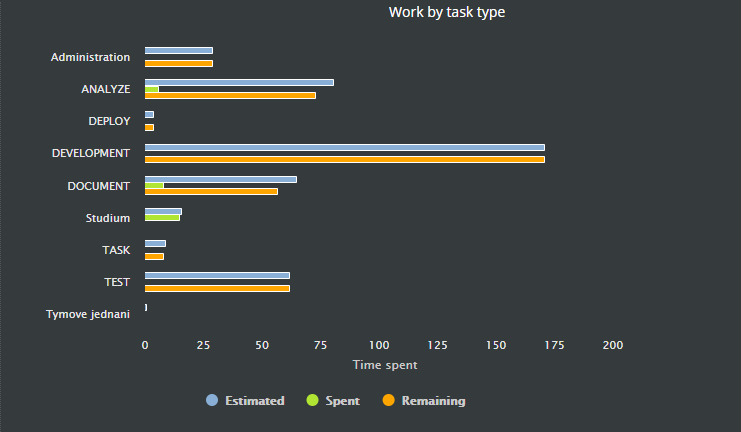 Work by task type
Administration
ANALYZE
DEPLOY
DEVELOPMENT
DOCUMENT
Studium
TASK
TEST
Tymove jednani
0 25 50 75 100 125 150 175 200
Time spent
Estimated Spent Remaining